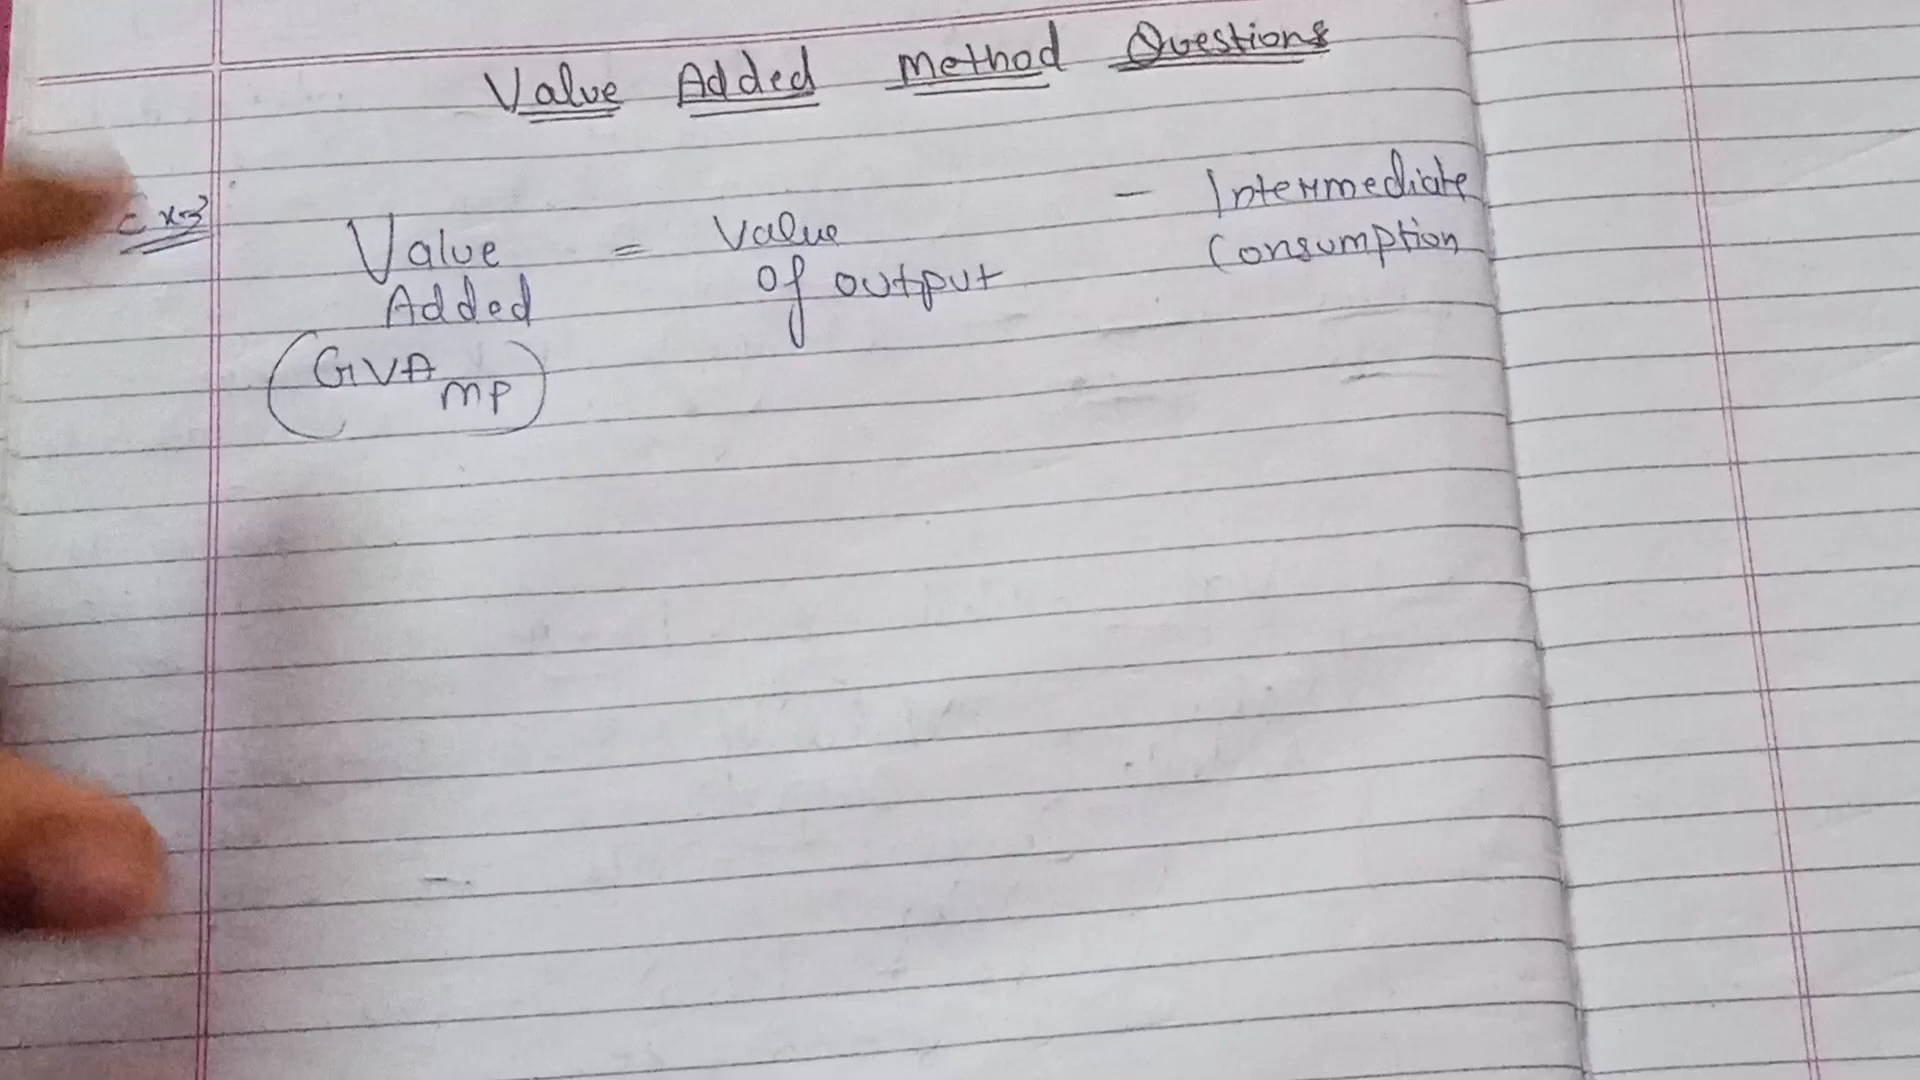 Value Added Method Questions
Value = Value - Intermediate
Added of output Consumption
(GVA MP)